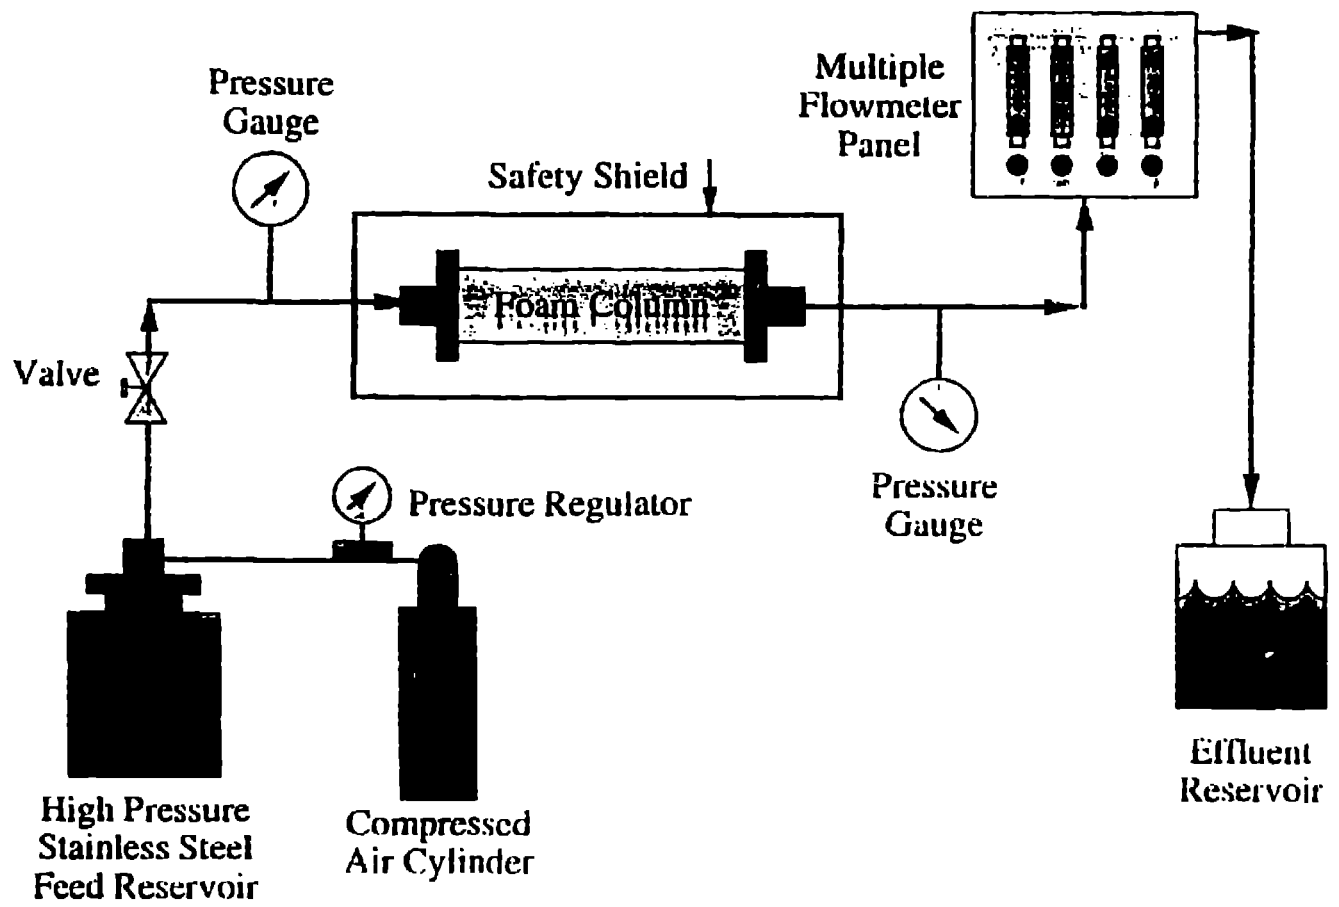 Pressure
Gauge
Multiple
Flowmeter
Panel
Safety Shield
Foam Column
Valve
Pressure Regulator
Pressure
Gauge
High Pressure
Stainless Steel
Feed Reservoir
Compressed
Air Cylinder
Effluent
Reservoir